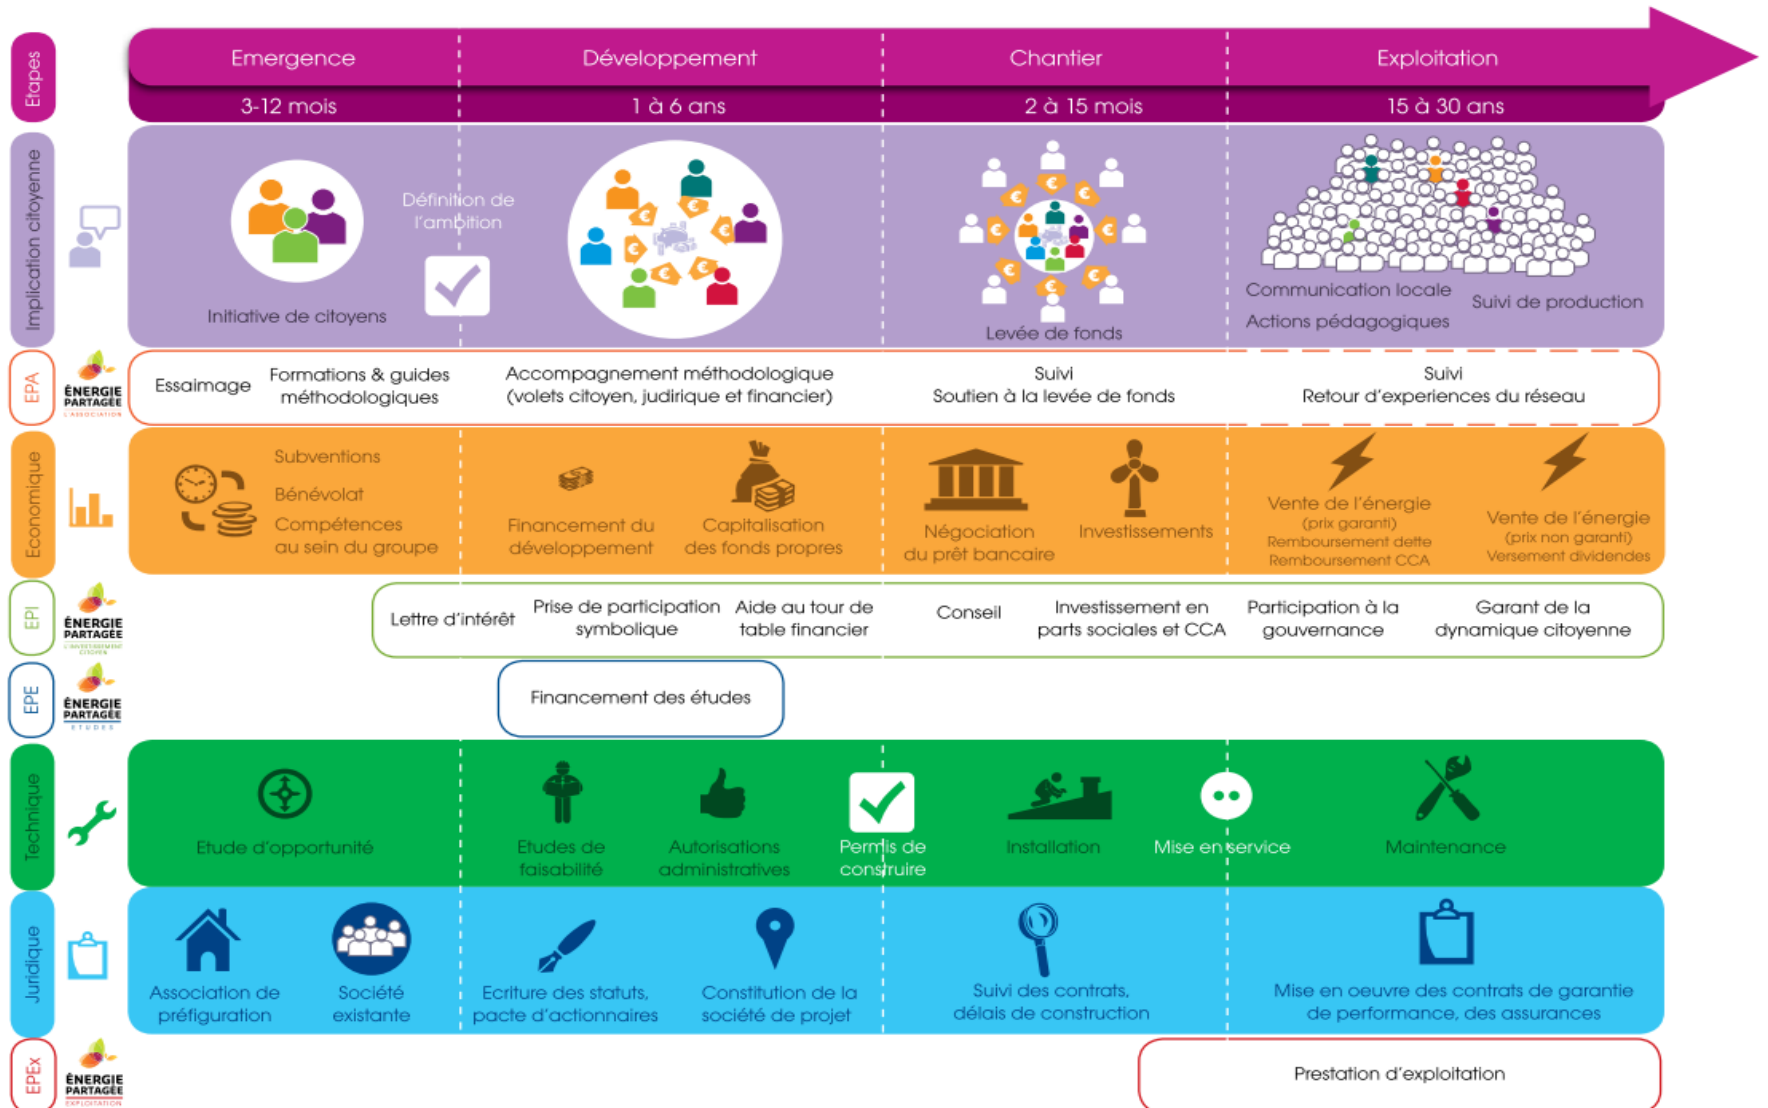 Etapes
Emergence
Développement
Chantier
Exploitation
3-12 mois
1 à 6 ans
2 à 15 mois
15 à 30 ans
Implication citoyenne
Initiative de citoyens
Définition de
l'ambition
€
€
€
€
€
€
€
€
€
€
€
€
€
€
Levée de fonds
Communication locale
Actions pédagogiques
Suivi de production
EPA
ÉNERGIE
PARTAGÉE
L'ASSOCIATION
Essaimage
Formations & guides
méthodologiques
Accompagnement méthodologique
(volets citoyen, judirique et financier)
Suivi
Soutien à la levée de fonds
Suivi
Retour d'experiences du réseau
Economique
Subventions
Bénévolat
Compétences
au sein du groupe
Financement du
développement
Capitalisation
des fonds propres
Négociation
du prêt bancaire
Investissements
Vente de l'énergie
(prix garanti)
Remboursement dette
Remboursement CCA
Vente de l'énergie
(prix non garanti)
Versement dividendes
EPI
ÉNERGIE
PARTAGÉE
L'INVESTISSEMENT
CITOYEN
Lettre d'intérêt
Prise de participation
symbolique
Aide au tour de
table financier
Conseil
Investissement en
parts sociales et CCA
Participation à la
gouvernance
Garant de la
dynamique citoyenne
EPE
ÉNERGIE
PARTAGÉE
ETUDES
Financement des études
Technique
Etude d'opportunité
Etudes de
faisabilité
Autorisations
administratives
Permis de
construire
Installation
Mise en service
Maintenance
Juridique
Association de
préfiguration
Société
existante
Ecriture des statuts,
pacte d'actionnaires
Constitution de la
société de projet
Suivi des contrats,
délais de construction
Mise en oeuvre des contrats de garantie
de performance, des assurances
EPEx
ÉNERGIE
PARTAGÉE
EXPLOITATION
Prestation d'exploitation